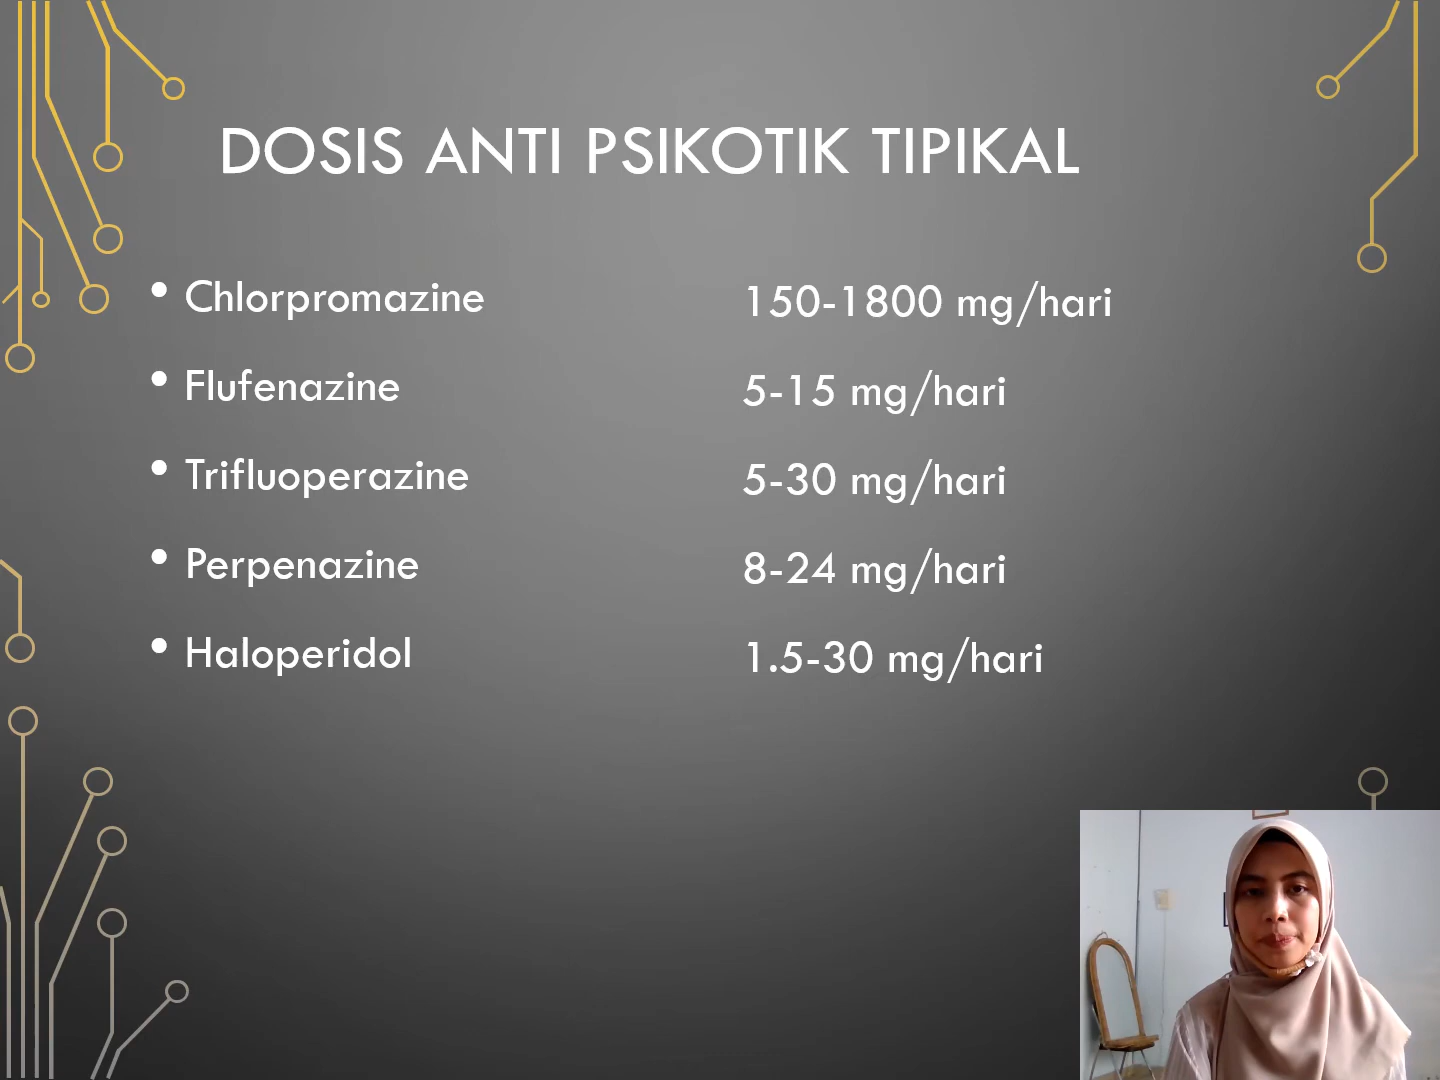 DOSIS ANTI PSIKOTIK TIPIKAL
• Chlorpromazine 150-1800 mg/hari
• Flufenazine 5-15 mg/hari
• Trifluoperazine 5-30 mg/hari
• Perpenazine 8-24 mg/hari
• Haloperidol 1.5-30 mg/hari